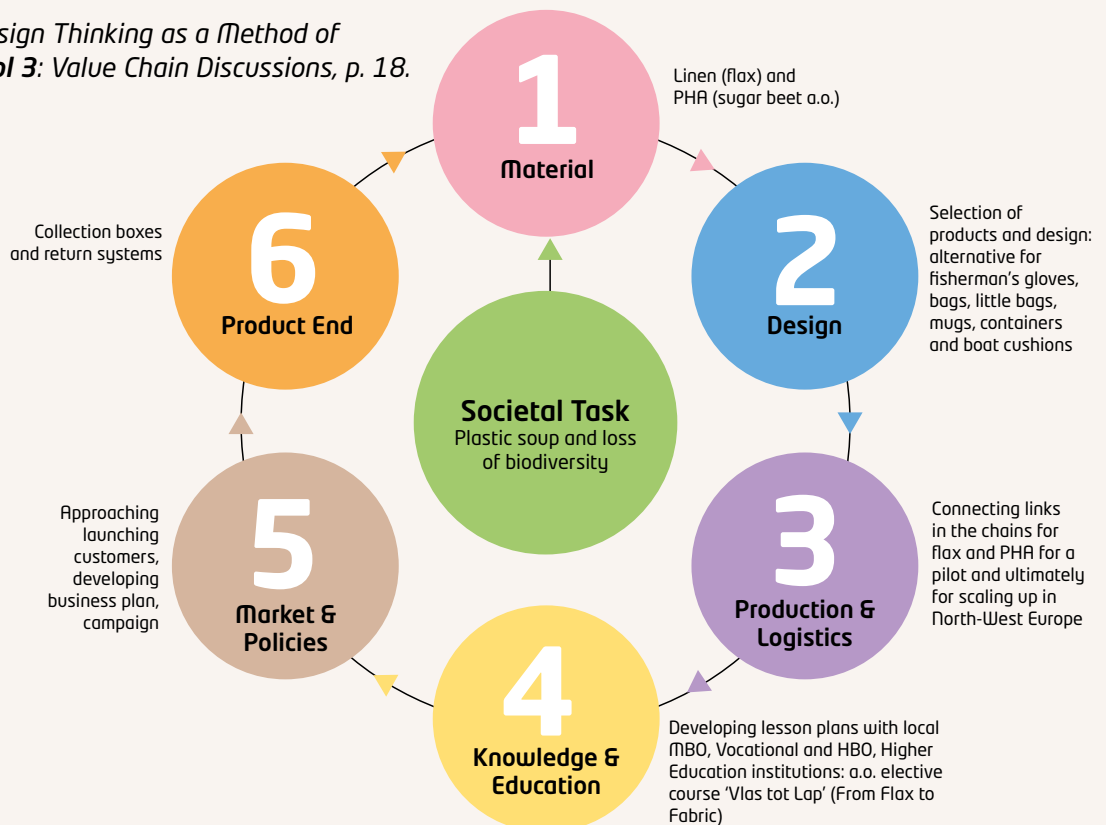 sign Thinking as a Method of
ol 3: Value Chain Discussions, p. 18.
1
Material
Linen (flax) and
PHA (sugar beet a.o.)
2
Design
Selection of
products and design:
alternative for
fisherman's gloves,
bags, little bags,
mugs, containers
and boat cushions
3
Production &
Logistics
Connecting links
in the chains for
flax and PHA for a
pilot and ultimately
for scaling up in
North-West Europe
4
Knowledge &
Education
Developing lesson plans with local
MBO, Vocational and HBO, Higher
Education institutions: a.o. elective
course 'Vlas tot Lap' (From Flax to
Fabric)
5
Market &
Policies
Approaching
launching
customers,
developing
business plan,
campaign
6
Product End
Collection boxes
and return systems
Societal Task
Plastic soup and loss
of biodiversity